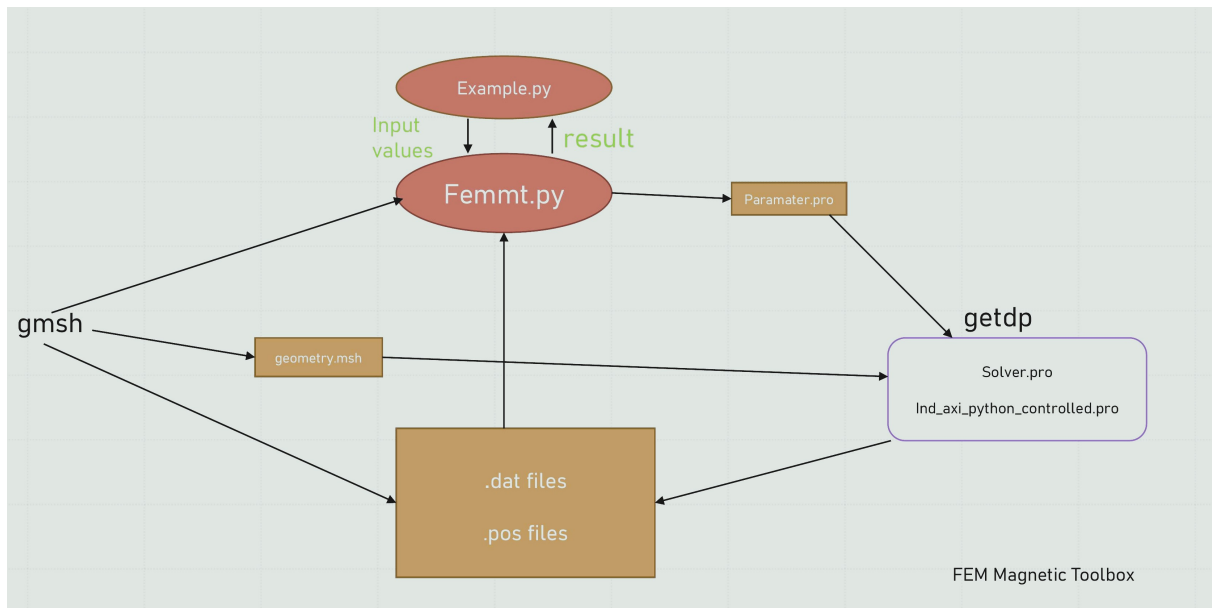 Example.py
Input
values
result
Femmt.py
Paramater.pro
gmsh
getdp
geometry.msh
Solver.pro
Ind_axi_python_controlled.pro
.dat files
.pos files
FEM Magnetic Toolbox